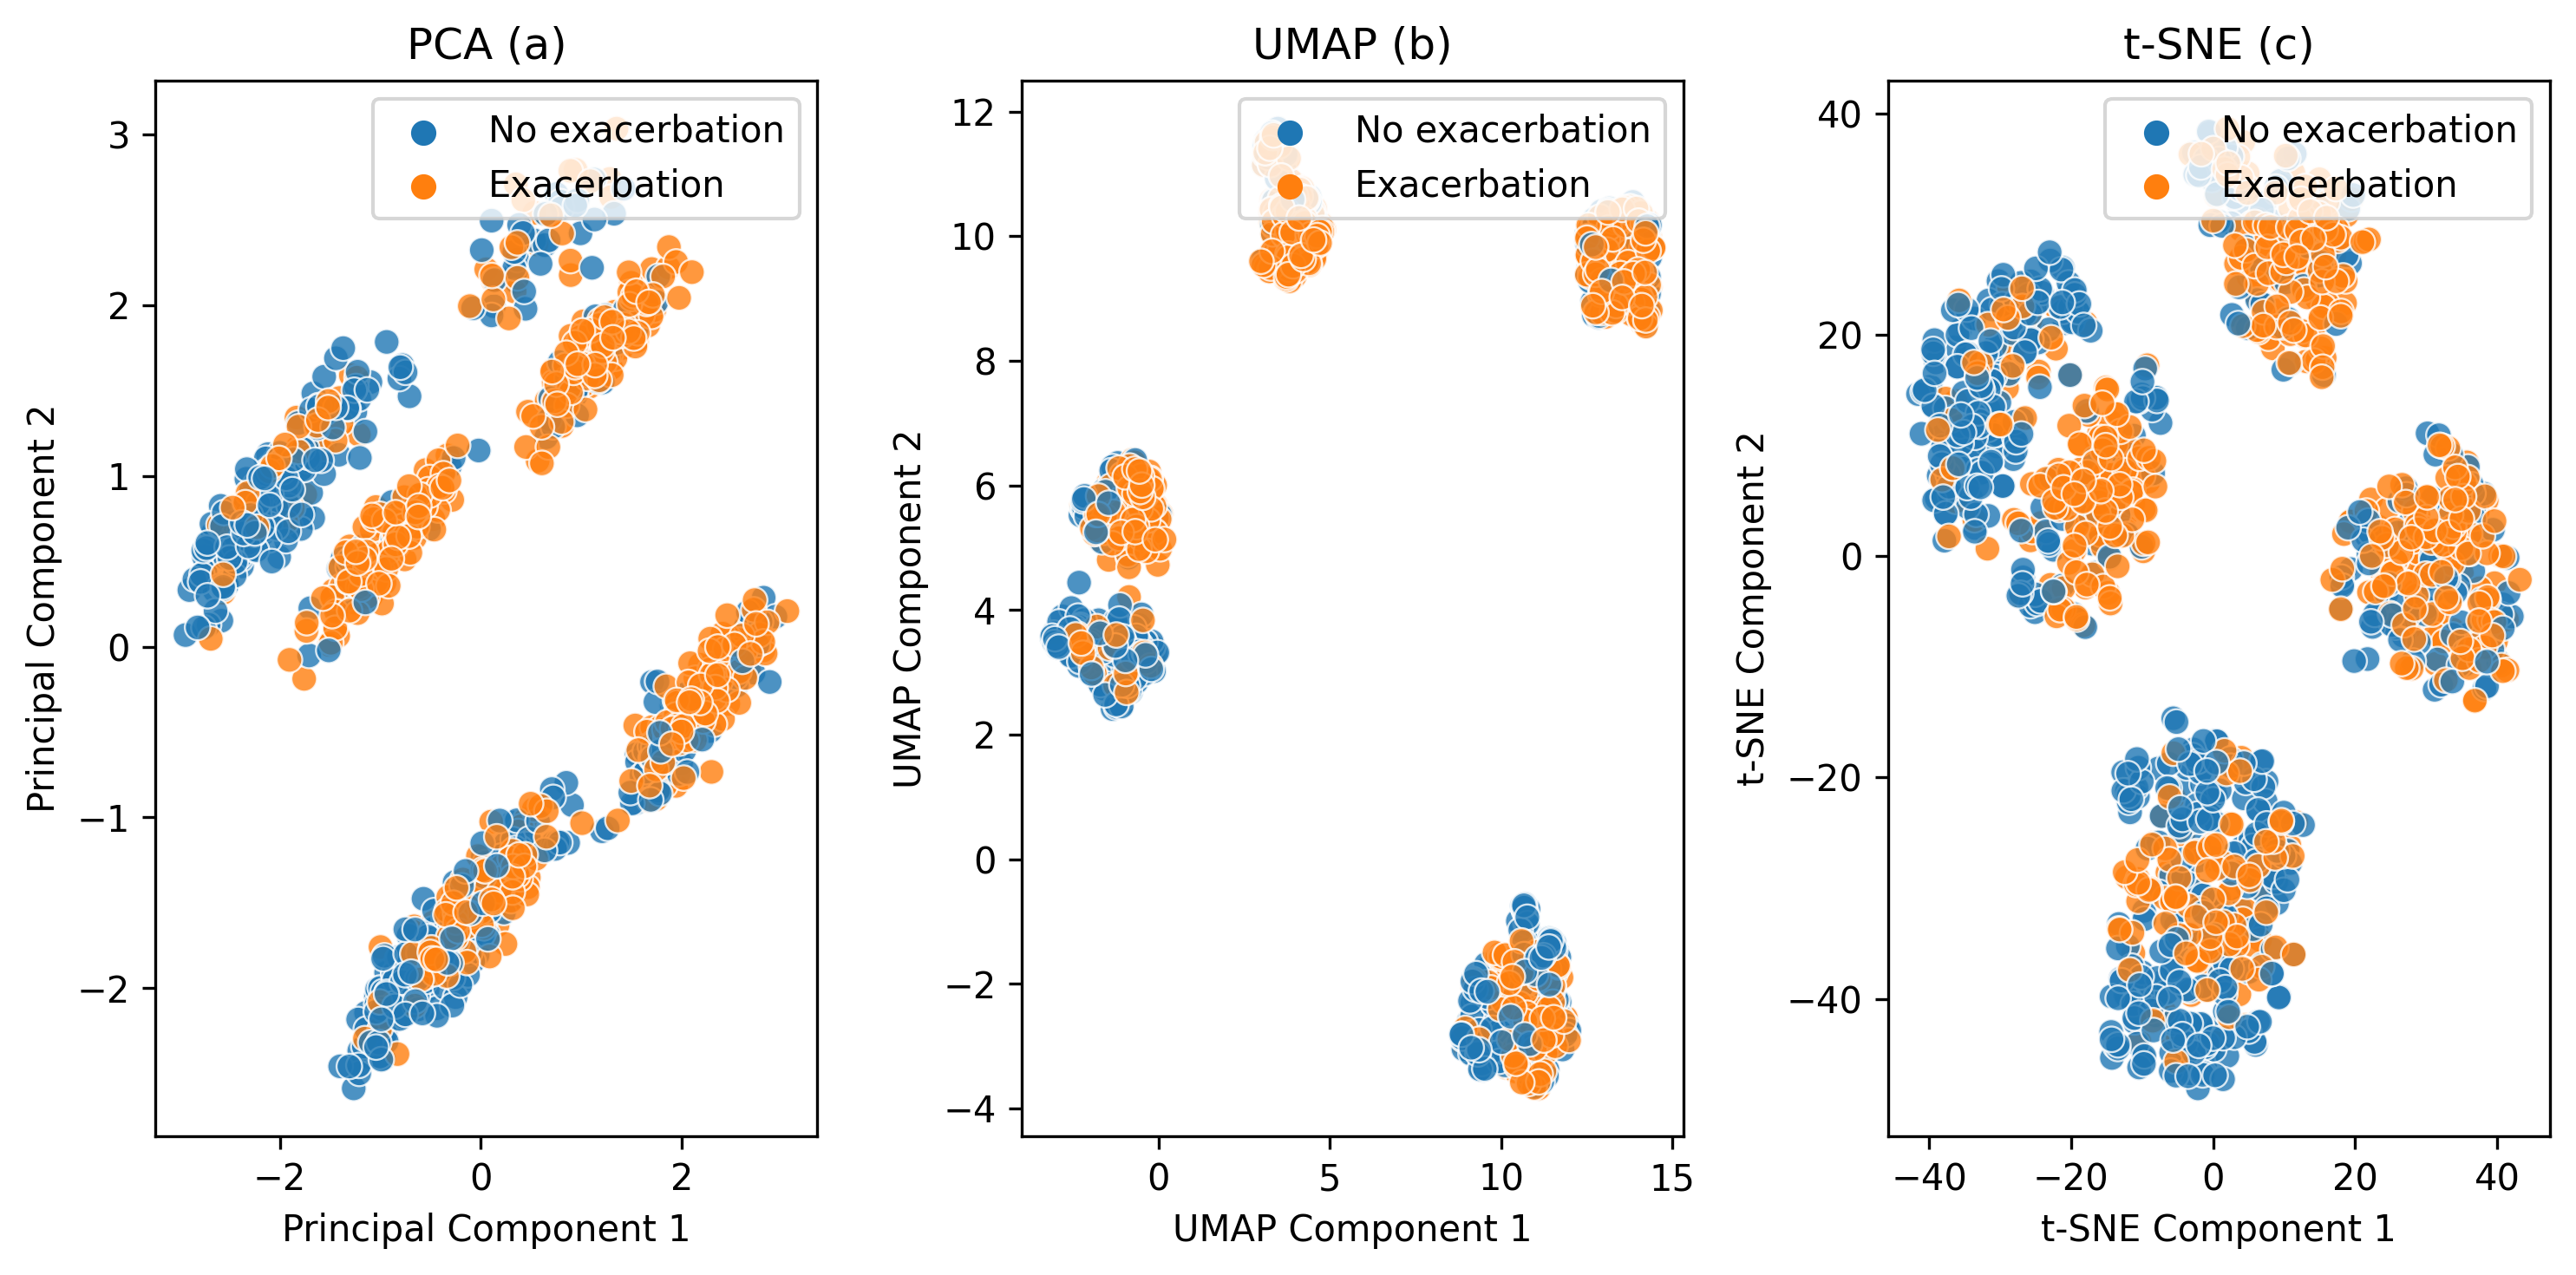 PCA (a)
No exacerbation
Exacerbation
3
2
1
0
−1
−2
Principal Component 2
−2
0
2
Principal Component 1
UMAP (b)
No exacerbation
Exacerbation
12
10
8
6
4
2
0
−2
−4
UMAP Component 2
0
5
10
15
UMAP Component 1
t-SNE (c)
No exacerbation
Exacerbation
40
20
0
−20
−40
t-SNE Component 2
−40
−20
0
20
40
t-SNE Component 1